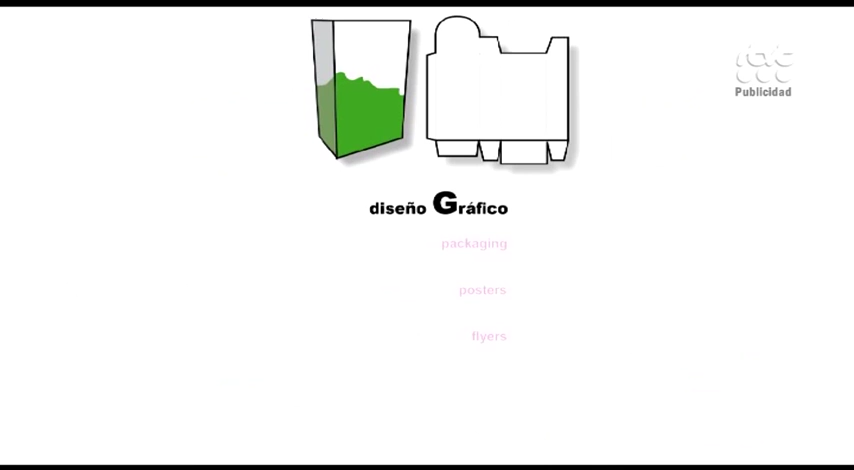 Publicidad
diseño Gráfico
packaging
posters
flyers